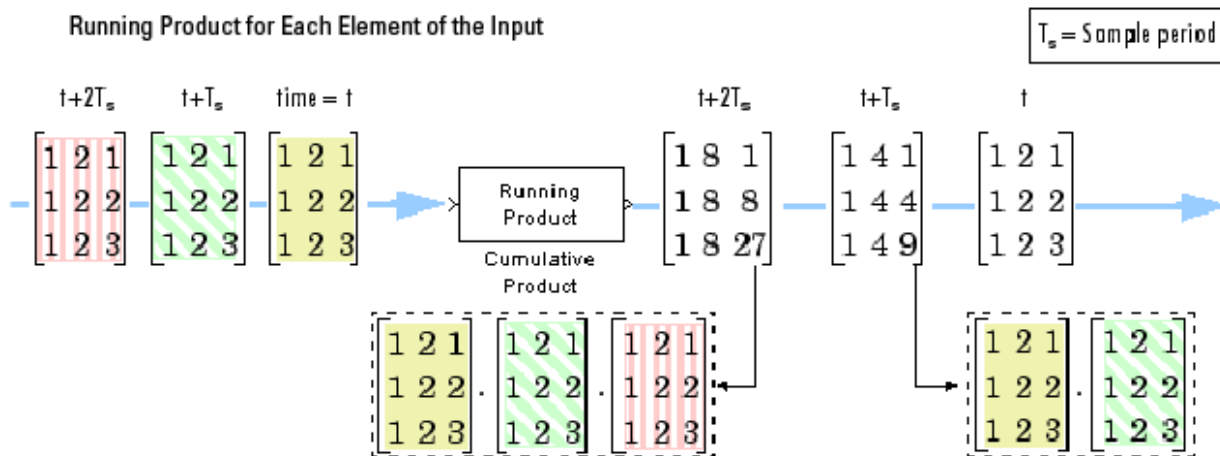 Running Product for Each Element of the Input
Tₛ = Sample period
t+2Tₛ t+Tₛ time = t t+2Tₛ t+Tₛ t
1 2 1 1 2 1 1 2 1 1 8 1 1 4 1 1 2 1
1 2 2 1 2 2 1 2 2 1 8 8 1 4 4 1 2 2
1 2 3 1 2 3 1 2 3 1 8 27 1 4 9 1 2 3
Running
Product
Cumulative
Product
1 2 1 1 2 1 1 2 1 1 2 1 1 2 1
1 2 2 . 1 2 2 . 1 2 2 1 2 2 . 1 2 2
1 2 3 1 2 3 1 2 3 1 2 3 1 2 3